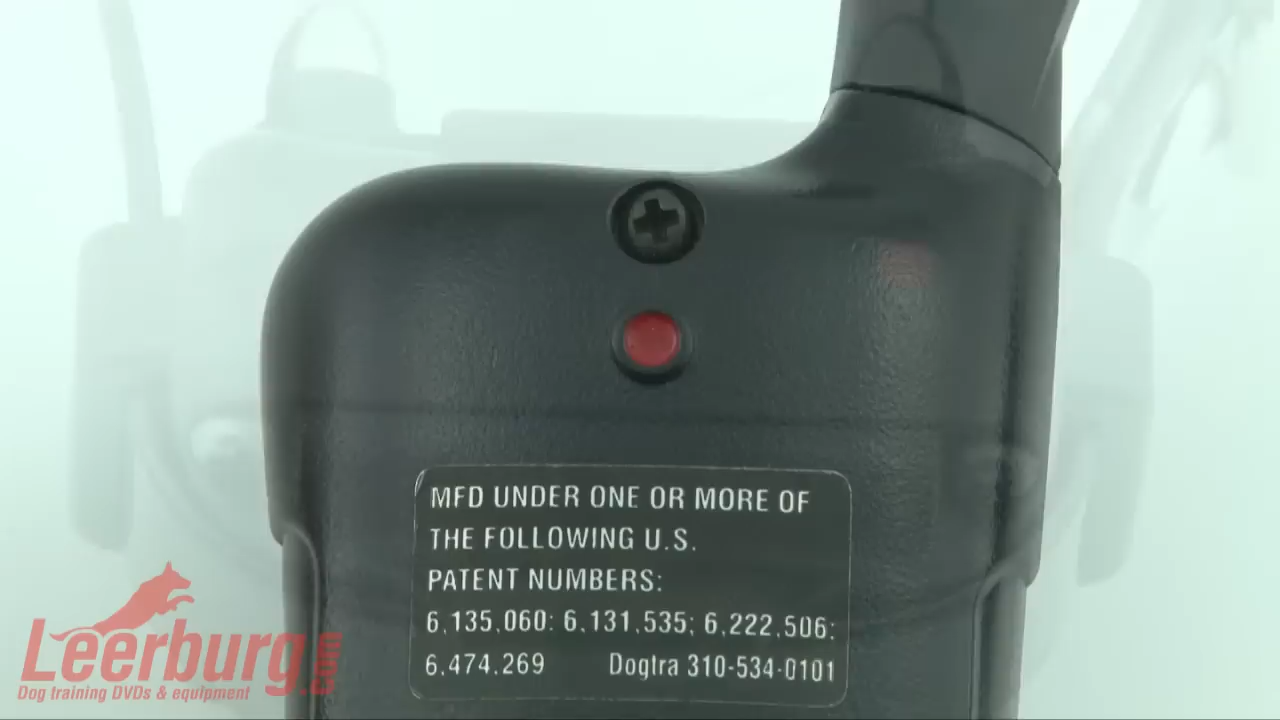 MFD UNDER ONE OR MORE OF
THE FOLLOWING U.S.
PATENT NUMBERS:
6,135,060: 6,131,535; 6,222,506:
6,474,269 Dogtra 310-534-0101
Leerburg.com
Dog training DVDs & equipment